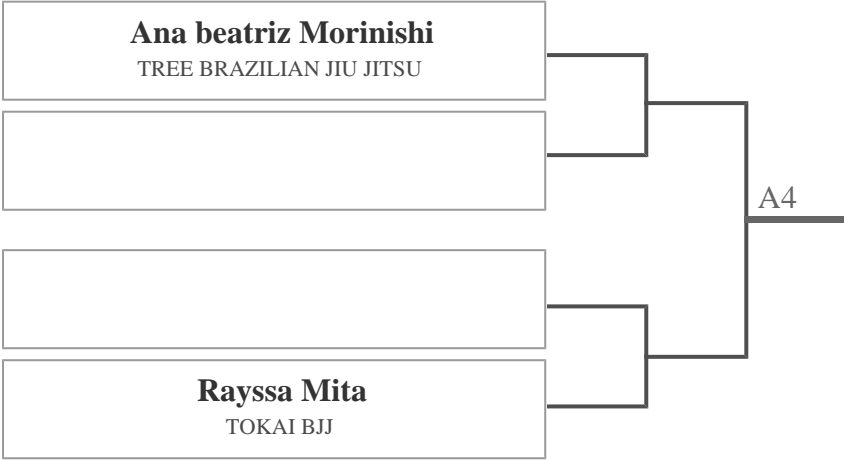 Ana beatriz Morinishi
TREE BRAZILIAN JIU JITSU
A4
Rayssa Mita
TOKAI BJJ